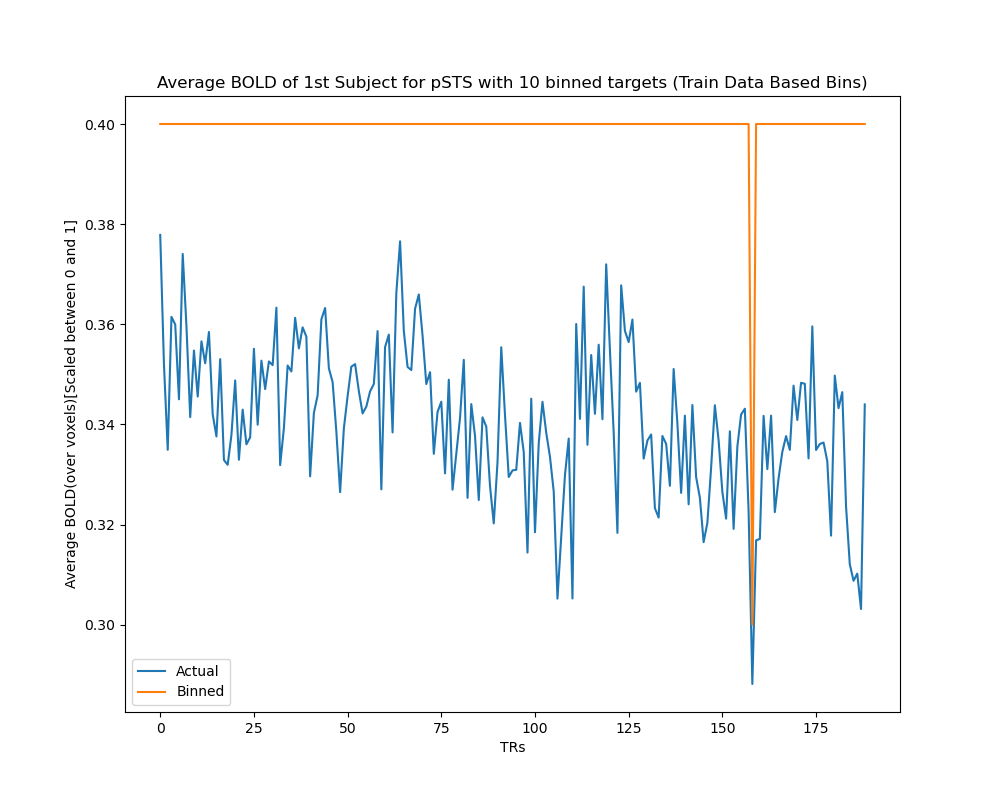 Average BOLD of 1st Subject for pSTS with 10 binned targets (Train Data Based Bins)
Average BOLD(over voxels)[Scaled between 0 and 1]
0.40
0.38
0.36
0.34
0.32
0.30
Actual
Binned
0 25 50 75 100 125 150 175
TRs